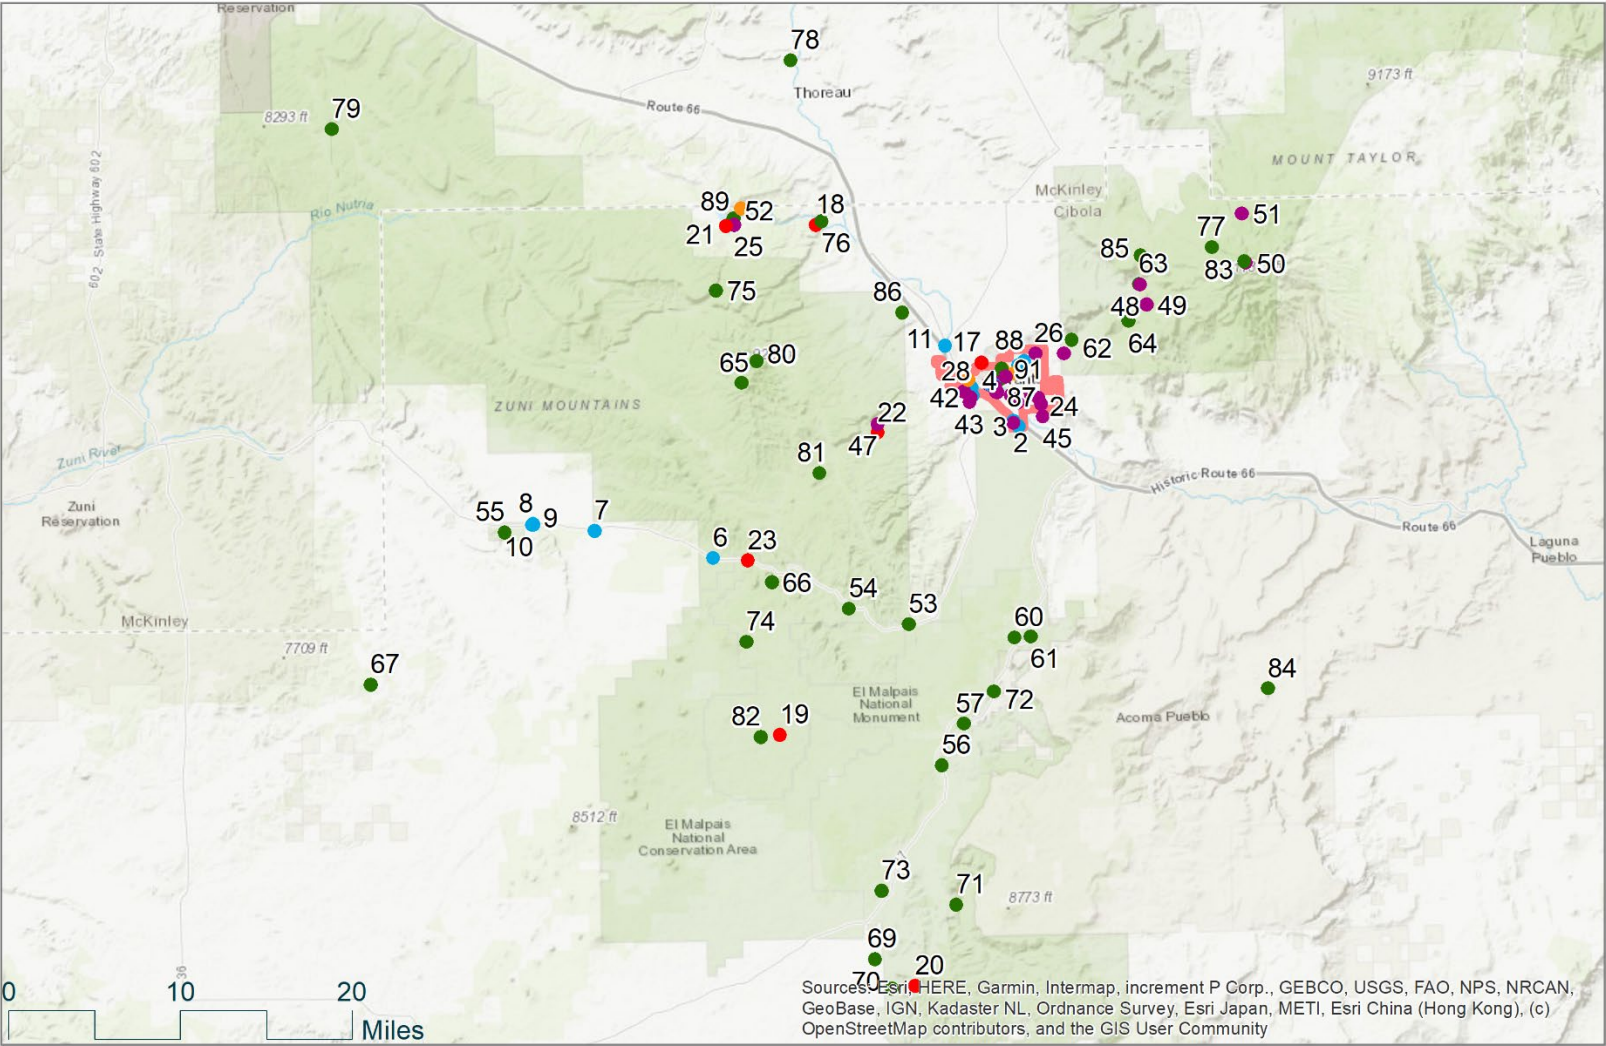 Reservation
78
Thoreau
9173 ft
Route 66
79
8293 ft
State Highway 602
602
MOUNT TAYLOR
McKinley
Cibola
Rio Nutria
89
52
18
21
25
76
51
77
85
63
83
50
75
86
48
49
64
11
17
88
26
62
65
80
28
4
91
42
87
24
43
3
45
2
ZUNI MOUNTAINS
22
47
81
Zuni River
Historic Route 66
Zuni
Reservation
Route 66
Laguna
Pueblo
55
8
9
7
10
6
23
66
54
53
60
61
74
McKinley
7709 ft
67
84
El Malpais
National
Monument
72
57
Acoma Pueblo
82
19
56
8512 ft
El Malpais
National
Conservation Area
73
71
8773 ft
69
70
20
36
0 10 20
Miles
Sources: Esri, HERE, Garmin, Intermap, increment P Corp., GEBCO, USGS, FAO, NPS, NRCAN,
GeoBase, IGN, Kadaster NL, Ordnance Survey, Esri Japan, METI, Esri China (Hong Kong), (c)
OpenStreetMap contributors, and the GIS User Community